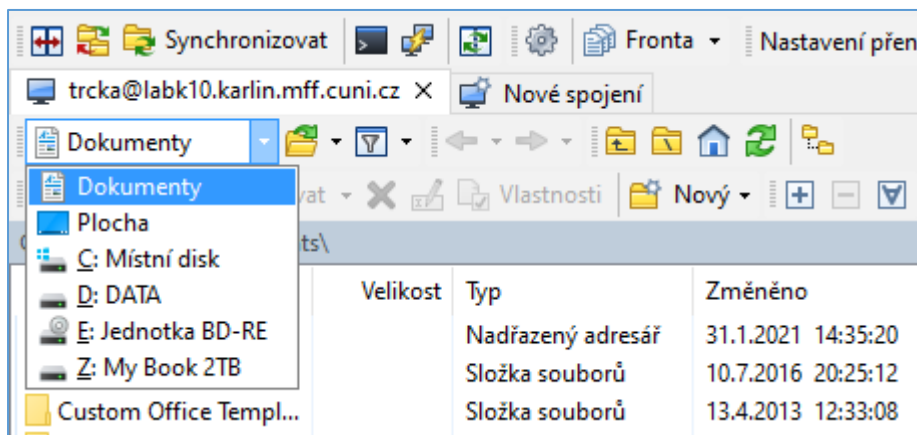 Synchronizovat Fronta Nastavení přen
trcka@labk10.karlin.mff.cuni.cz × Nové spojení
Dokumenty
Dokumenty
vat Vlastnosti Nový
Plocha
ts\
C: Místní disk
D: DATA
Velikost Typ Změněno
E: Jednotka BD-RE
Nadřazený adresář 31.1.2021 14:35:20
Z: My Book 2TB
Složka souborů 10.7.2016 20:25:12
Custom Office Templ... Složka souborů 13.4.2013 12:33:08